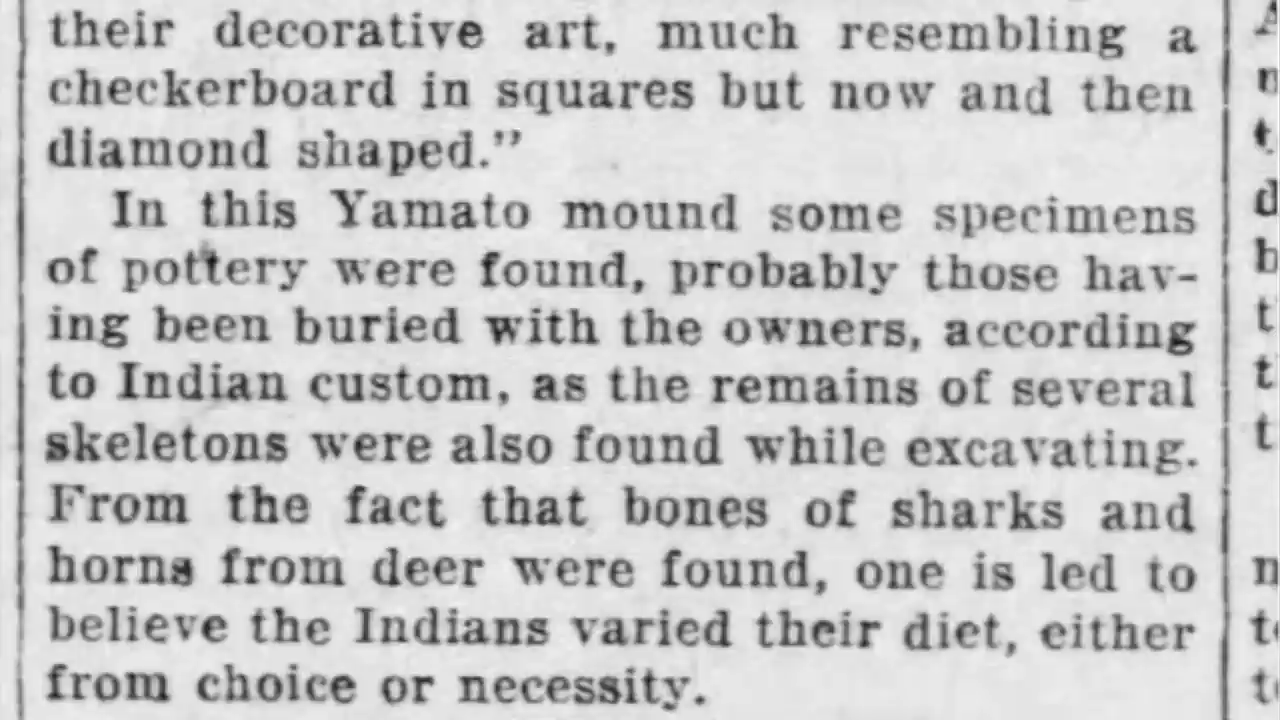 their decorative art, much resembling a
checkerboard in squares but now and then
diamond shaped.”
In this Yamato mound some specimens
of pottery were found, probably those hav-
ing been buried with the owners, according
to Indian custom, as the remains of several
skeletons were also found while excavating.
From the fact that bones of sharks and
horns from deer were found, one is led to
believe the Indians varied their diet, either
from choice or necessity.